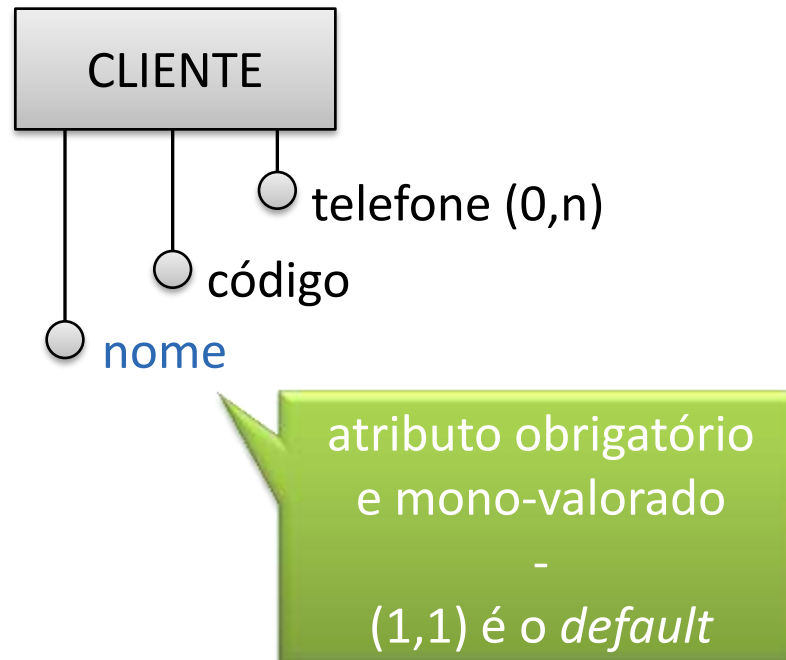 CLIENTE
telefone (0,n)
código
nome
atributo obrigatório
e mono-valorado
-
(1,1) é o default